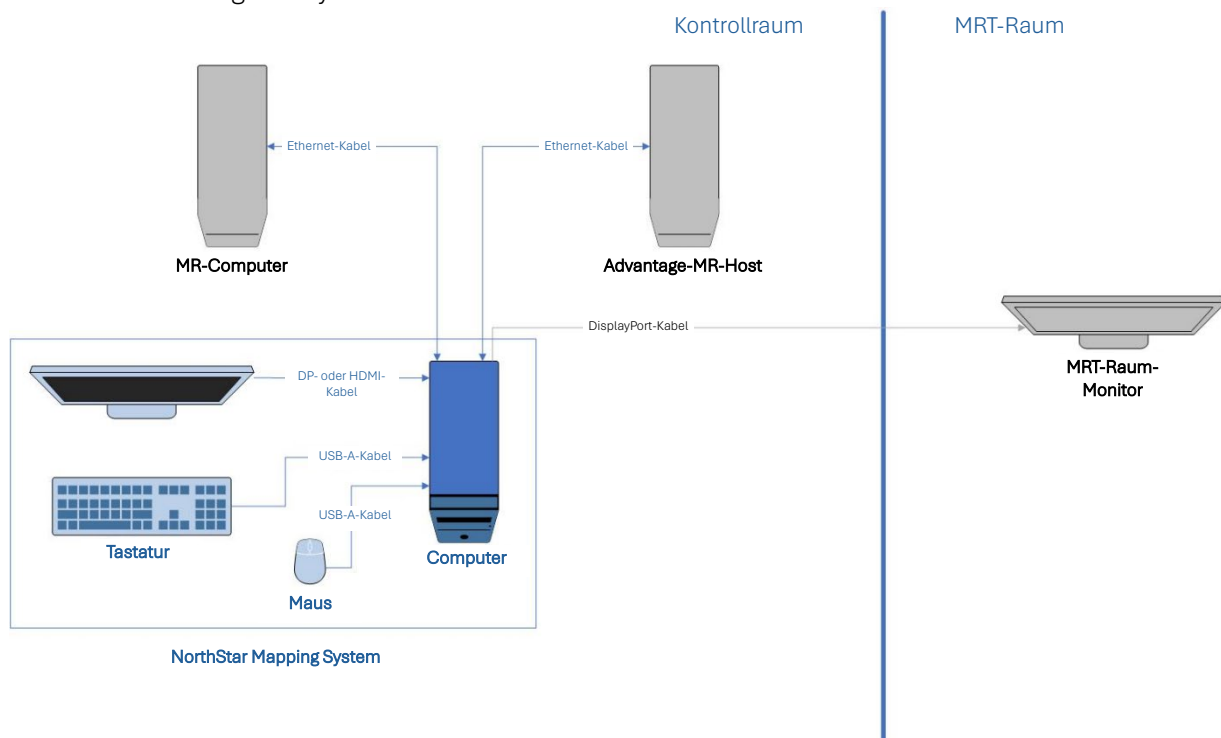 Kontrollraum
MRT-Raum
Ethernet-Kabel
Ethernet-Kabel
MR-Computer
Advantage-MR-Host
DisplayPort-Kabel
MRT-Raum-
Monitor
DP- oder HDMI-
Kabel
USB-A-Kabel
USB-A-Kabel
Tastatur
Computer
Maus
NorthStar Mapping System